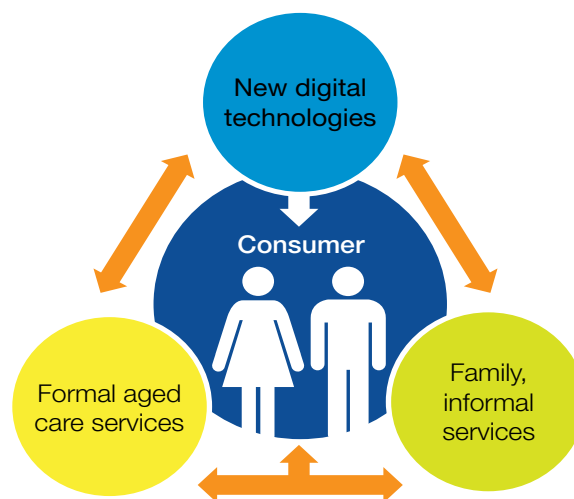 New digital
technologies
Consumer
Formal aged
care services
Family,
informal
services